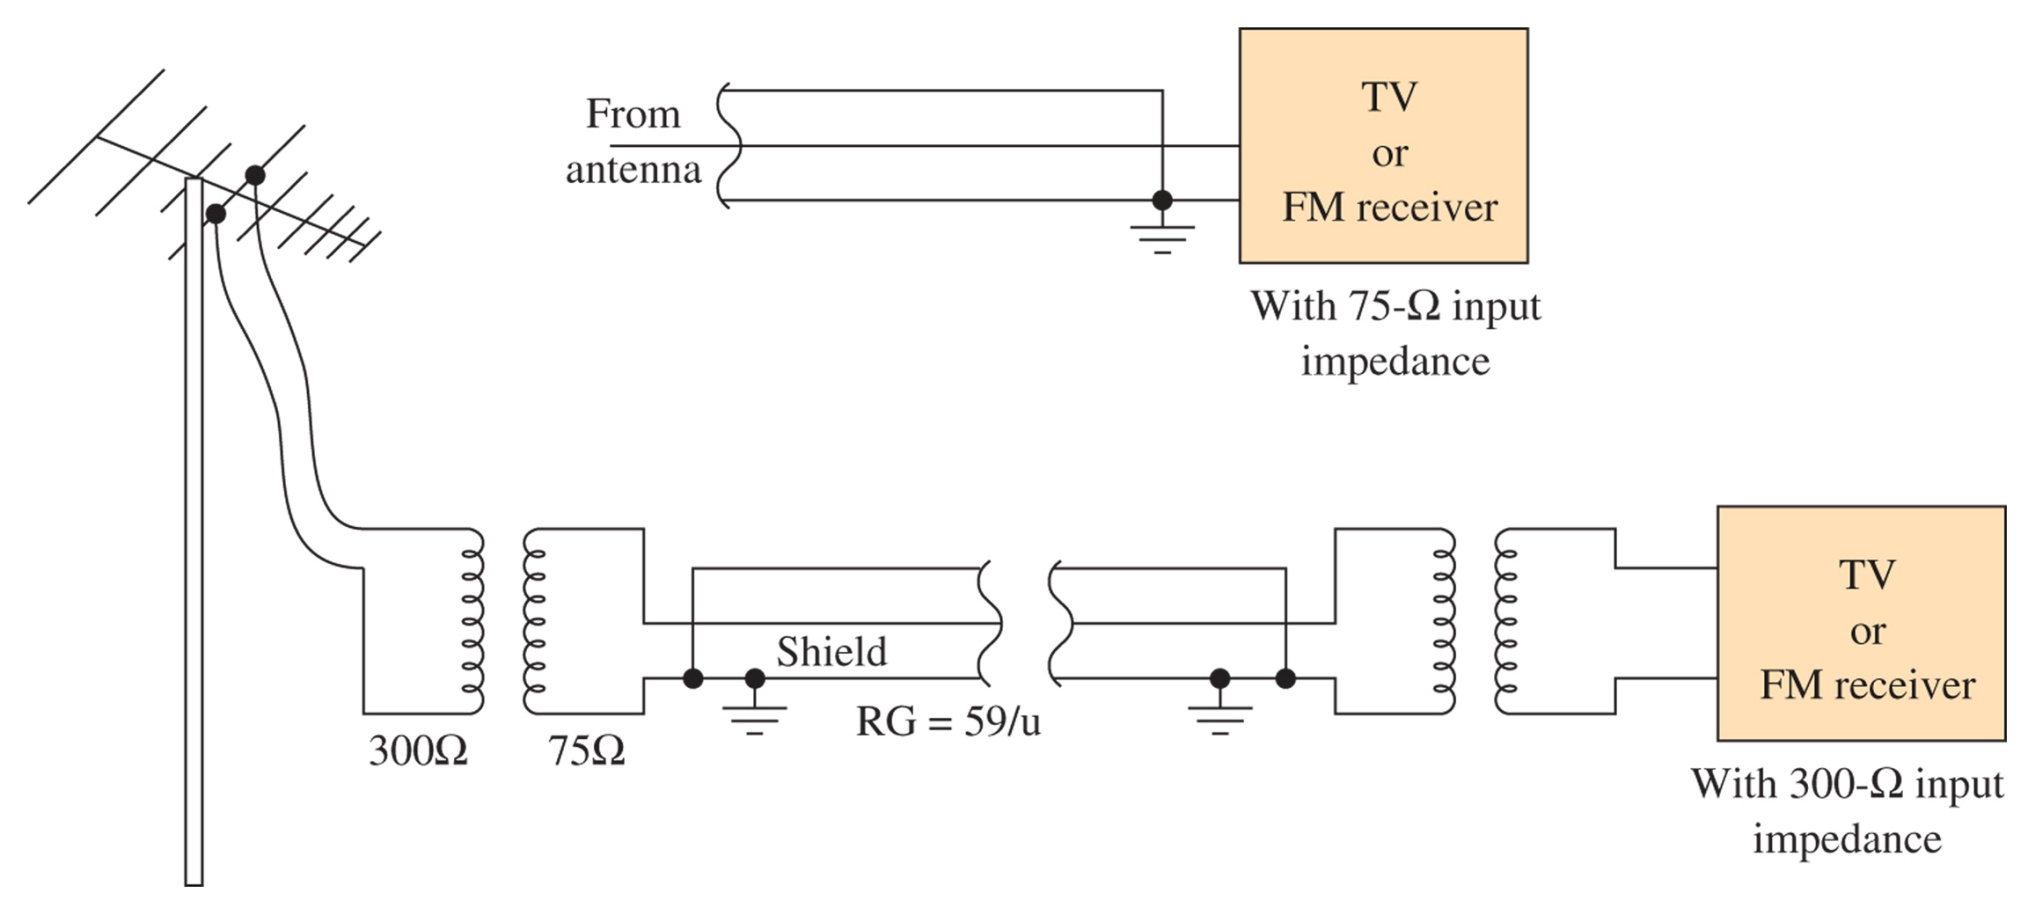 From
antenna
TV
or
FM receiver
With 75-Ω input
impedance
300Ω
75Ω
Shield
RG = 59/u
TV
or
FM receiver
With 300-Ω input
impedance